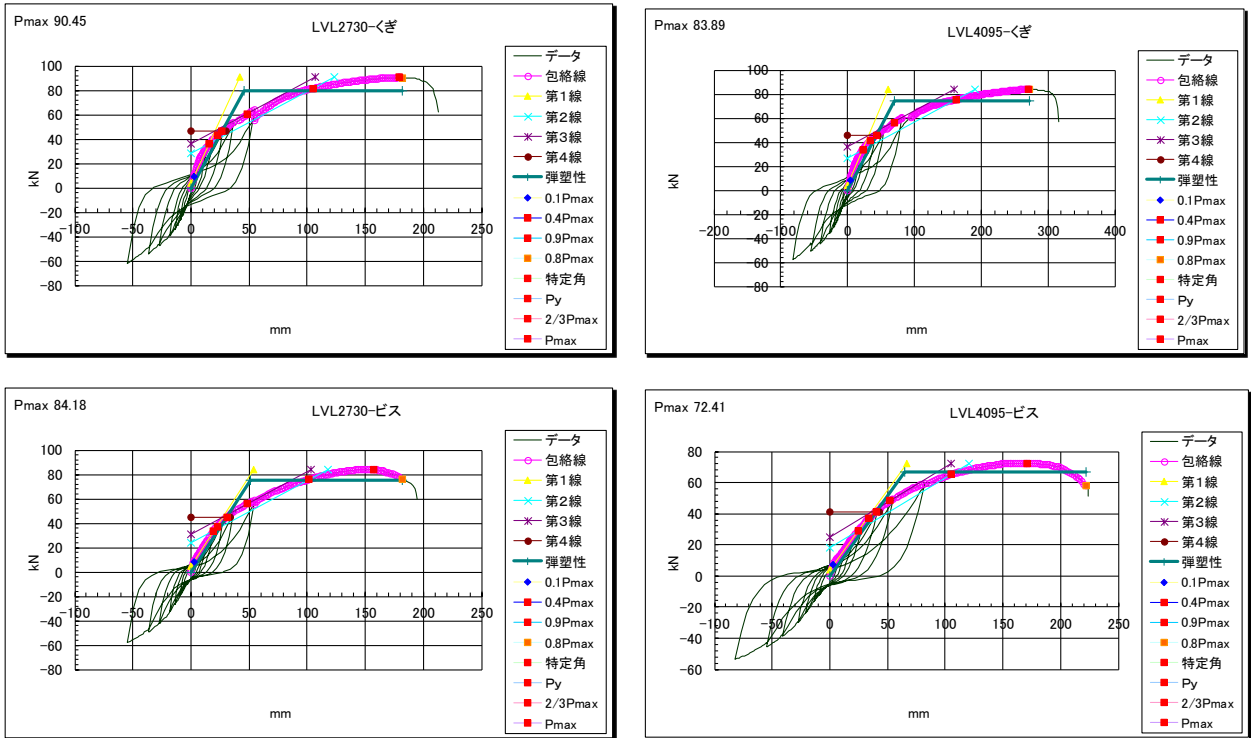 Pmax 90.45
LVL2730-くぎ
100
80
60
40
20
0
-20
-40
-60
-80
-100 -50 0 50 100 150 200 250
kN
mm
データ
包絡線
第1線
第2線
第3線
第4線
弾塑性
0.1Pmax
0.4Pmax
0.9Pmax
0.8Pmax
特定角
Py
2/3Pmax
Pmax
Pmax 83.89
LVL4095-くぎ
100
80
60
40
20
0
-20
-40
-60
-80
-200 -100 0 100 200 300 400
kN
mm
データ
包絡線
第1線
第2線
第3線
第4線
弾塑性
0.1Pmax
0.4Pmax
0.9Pmax
0.8Pmax
特定角
Py
2/3Pmax
Pmax
Pmax 84.18
LVL2730-ビス
100
80
60
40
20
0
-20
-40
-60
-80
-100 -50 0 50 100 150 200 250
kN
mm
データ
包絡線
第1線
第2線
第3線
第4線
弾塑性
0.1Pmax
0.4Pmax
0.9Pmax
0.8Pmax
特定角
Py
2/3Pmax
Pmax
Pmax 72.41
LVL4095-ビス
80
60
40
20
0
-20
-40
-60
-100 -50 0 50 100 150 200 250
kN
mm
データ
包絡線
第1線
第2線
第3線
第4線
弾塑性
0.1Pmax
0.4Pmax
0.9Pmax
0.8Pmax
特定角
Py
2/3Pmax
Pmax